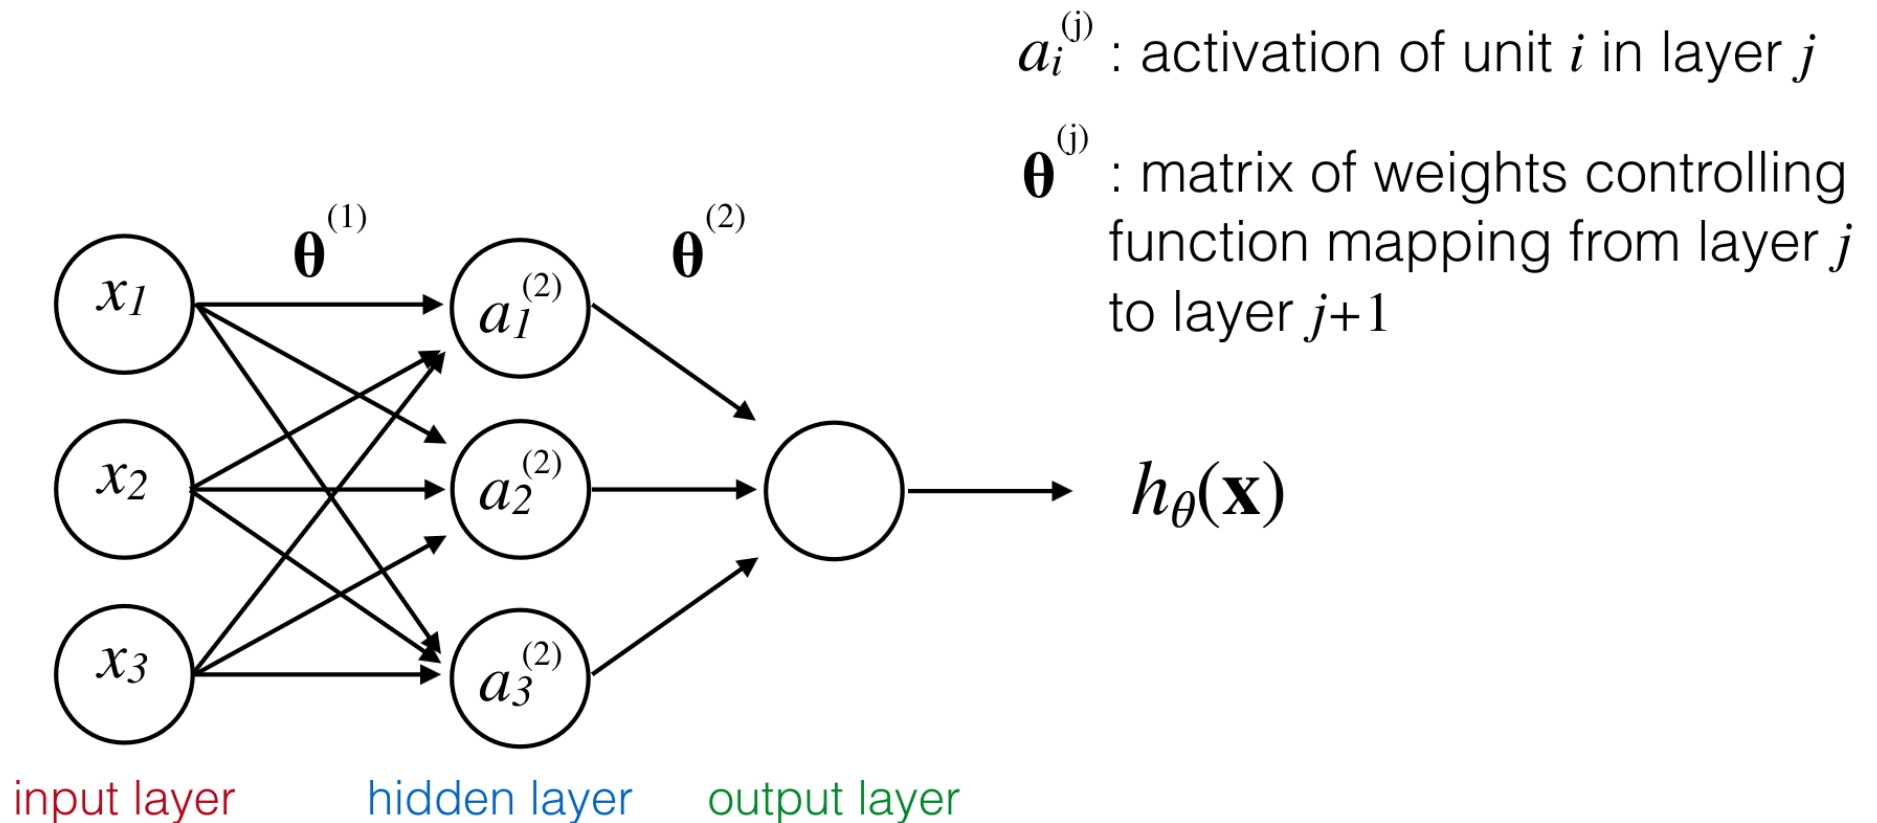 aᵢ⁽ʲ⁾ : activation of unit i in layer j
θ⁽ʲ⁾ : matrix of weights controlling
function mapping from layer j
to layer j+1
θ⁽¹⁾
θ⁽²⁾
x₁
a₁⁽²⁾
x₂
a₂⁽²⁾
hθ(x)
x₃
a₃⁽²⁾
input layer
hidden layer
output layer